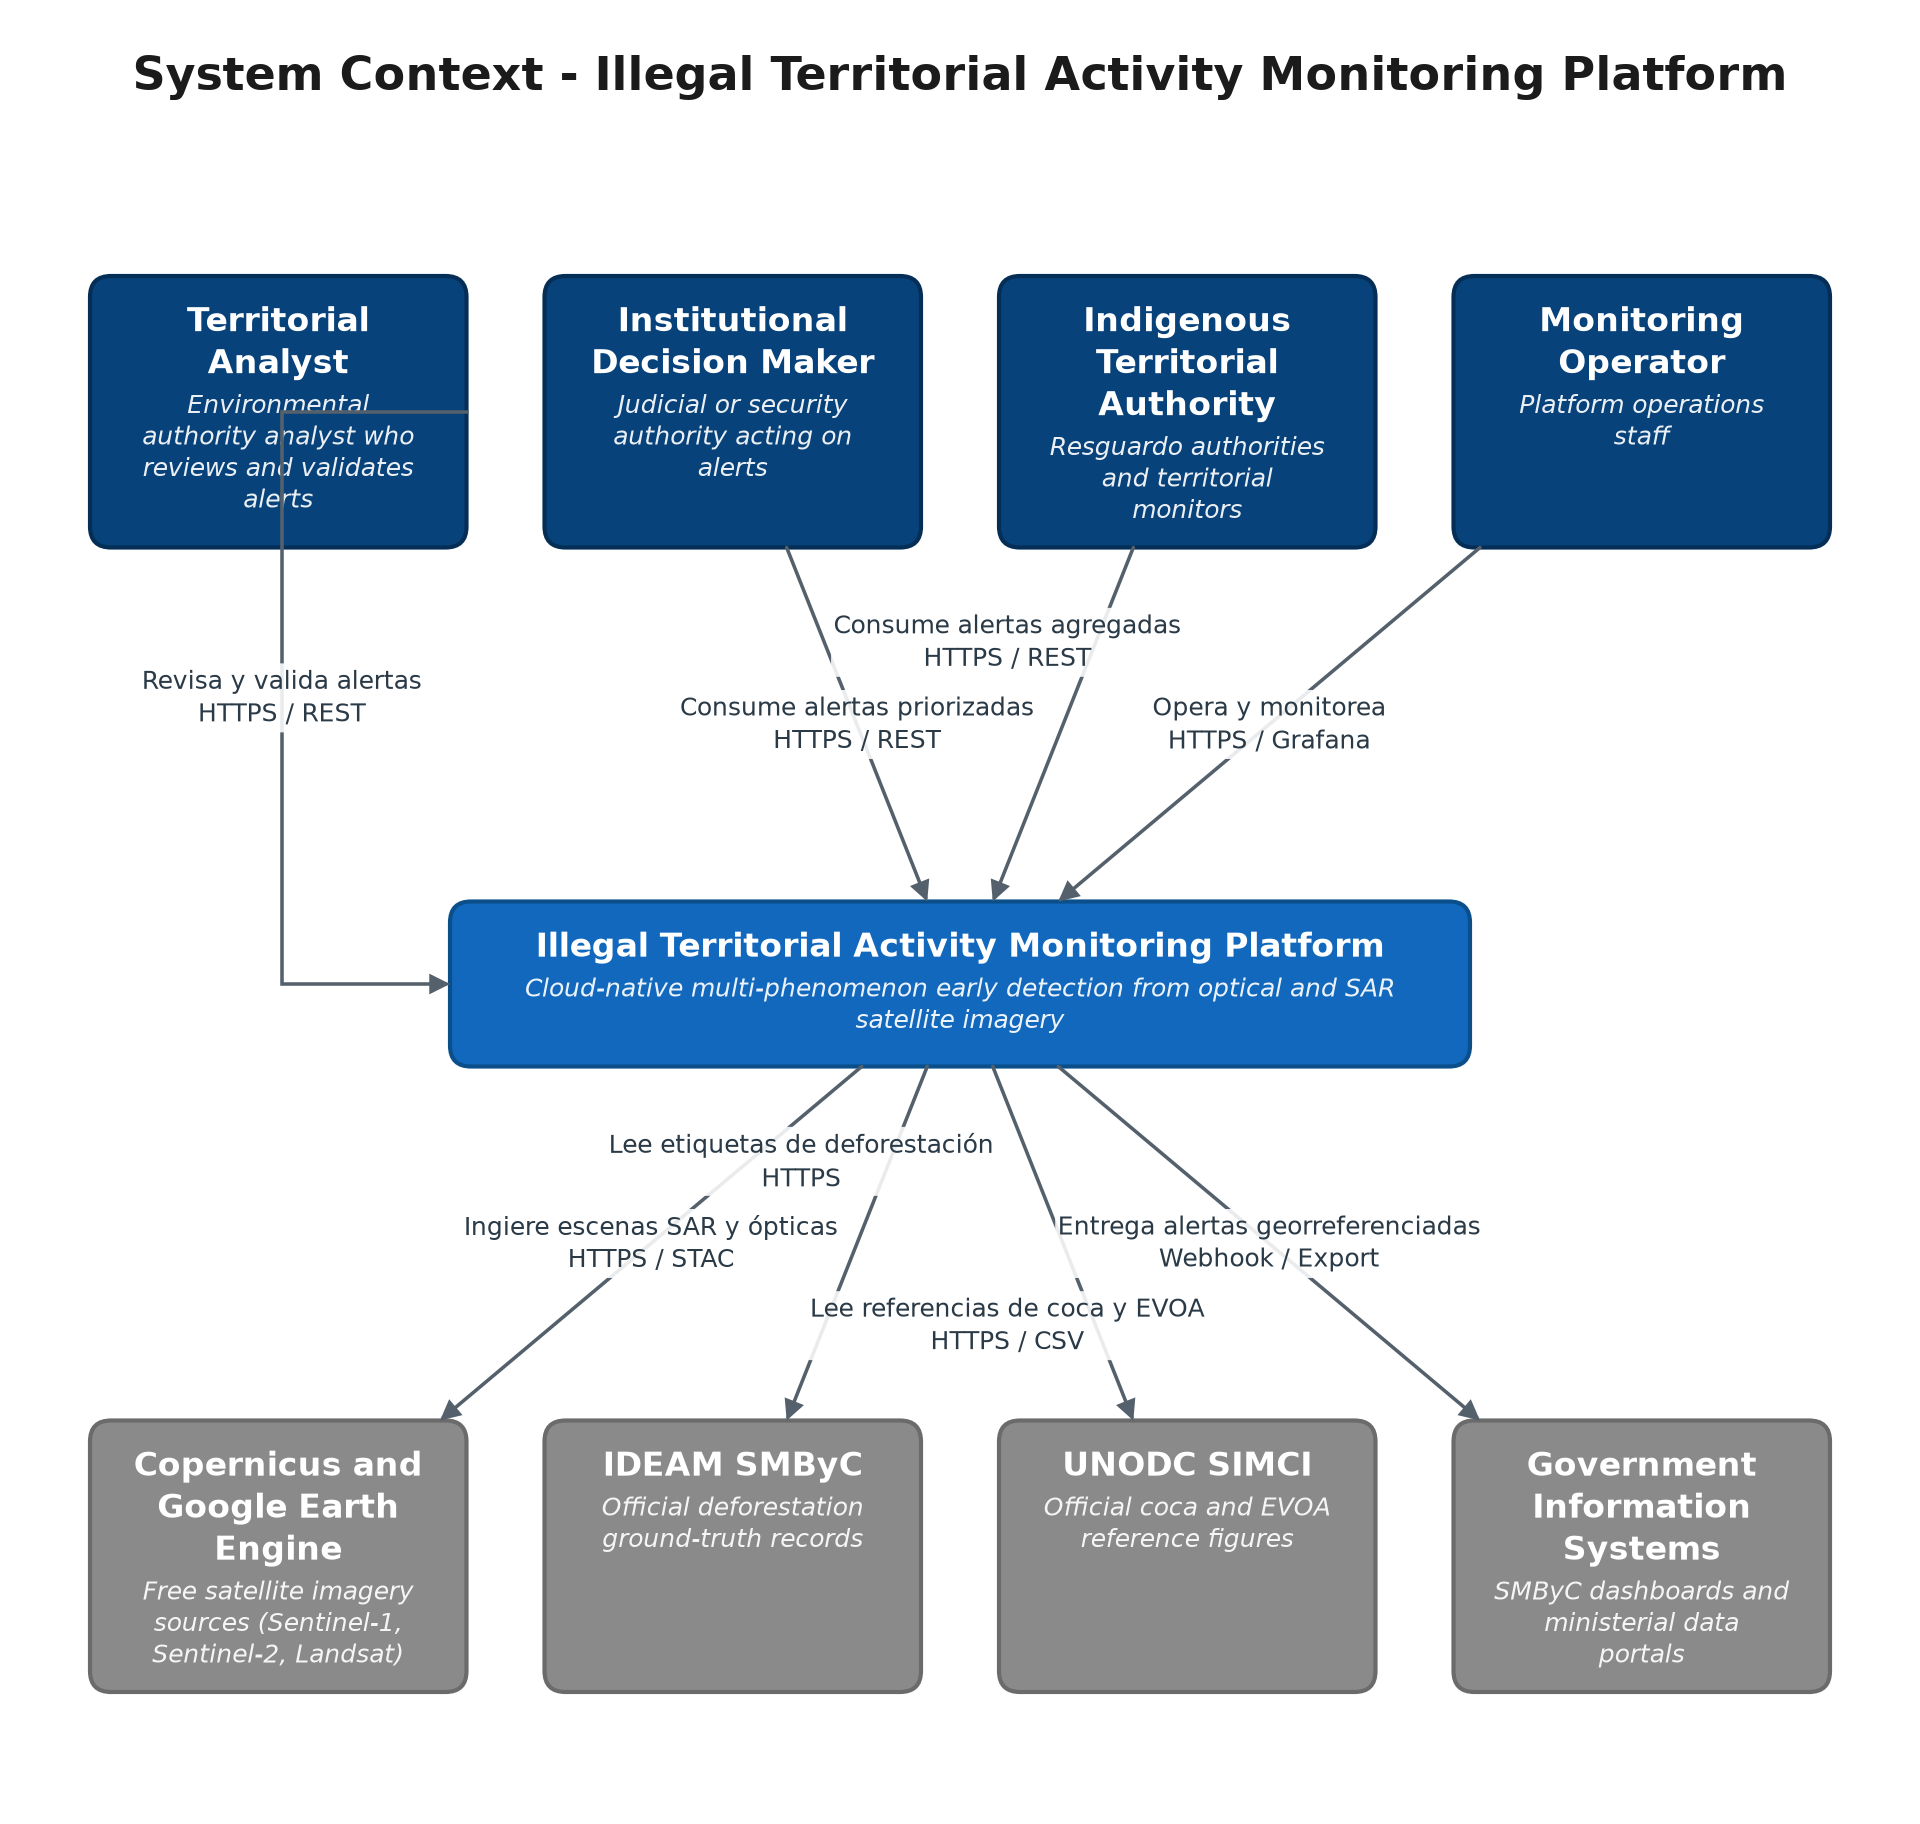 System Context - Illegal Territorial Activity Monitoring Platform
Territorial
Analyst
Environmental
authority analyst who
reviews and validates
alerts
Institutional
Decision Maker
Judicial or security
authority acting on
alerts
Indigenous
Territorial
Authority
Resguardo authorities
and territorial
monitors
Monitoring
Operator
Platform operations
staff
Consume alertas agregadas
HTTPS / REST
Revisa y valida alertas
HTTPS / REST
Consume alertas priorizadas
HTTPS / REST
Opera y monitorea
HTTPS / Grafana
Illegal Territorial Activity Monitoring Platform
Cloud-native multi-phenomenon early detection from optical and SAR
satellite imagery
Lee etiquetas de deforestación
HTTPS
Ingiere escenas SAR y ópticas
HTTPS / STAC
Entrega alertas georreferenciadas
Webhook / Export
Lee referencias de coca y EVOA
HTTPS / CSV
Copernicus and
Google Earth
Engine
Free satellite imagery
sources (Sentinel-1,
Sentinel-2, Landsat)
IDEAM SMByC
Official deforestation
ground-truth records
UNODC SIMCI
Official coca and EVOA
reference figures
Government
Information
Systems
SMByC dashboards and
ministerial data
portals